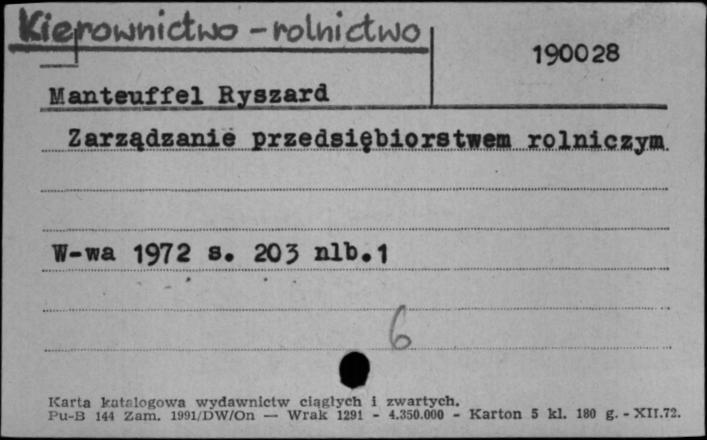 Kierownictwo - rolnictwo
190028
Manteuffel Ryszard
Zarządzanie przedsiębiorstwem rolniczym
W-wa 1972 s. 203 nlb.1
6
Karta katalogowa wydawnictw ciągłych i zwartych.
Pu-B 144 Zam. 1991/DW/On — Wrak 1291 - 4.350.000 - Karton 5 kl. 180 g. - XII.72.